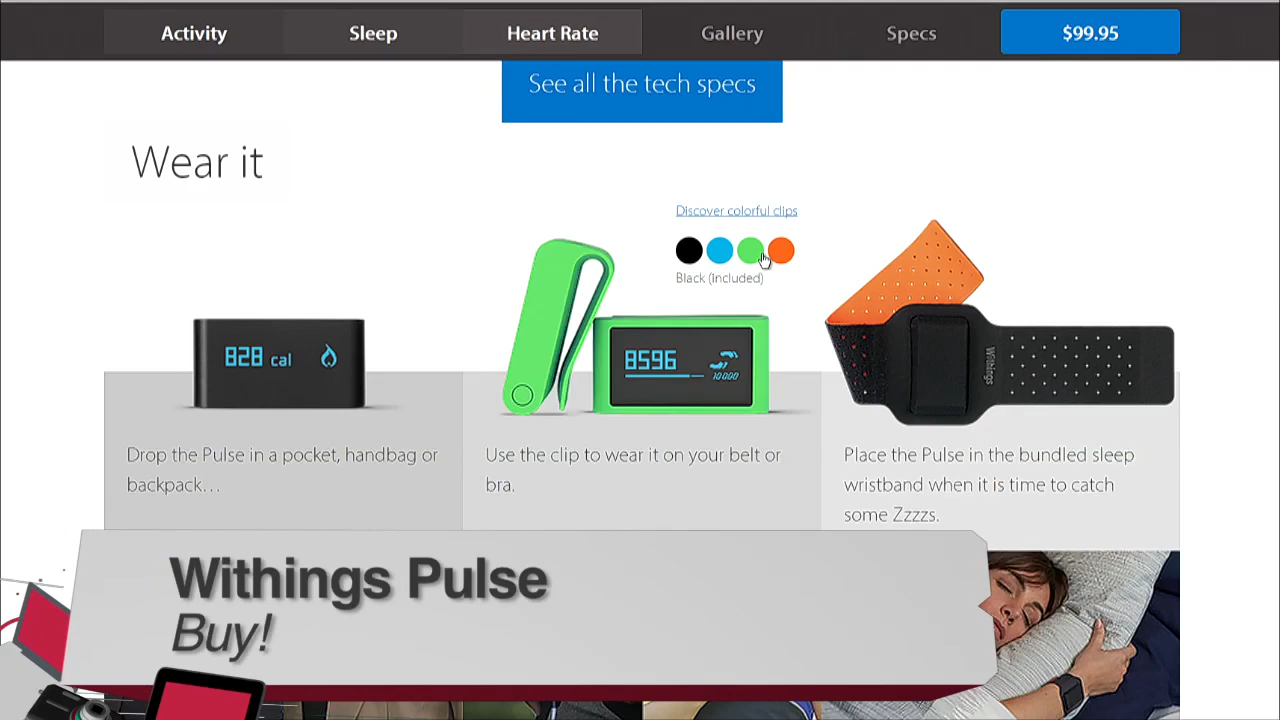 Activity
Sleep
Heart Rate
Gallery
Specs
$99.95
See all the tech specs
Wear it
Discover colorful clips
Black (Included)
828 cal
8596
10000
Withings
Drop the Pulse in a pocket, handbag or
backpack…
Use the clip to wear it on your belt or
bra.
Place the Pulse in the bundled sleep
wristband when it is time to catch
some Zzzzs.
Withings Pulse
Buy!